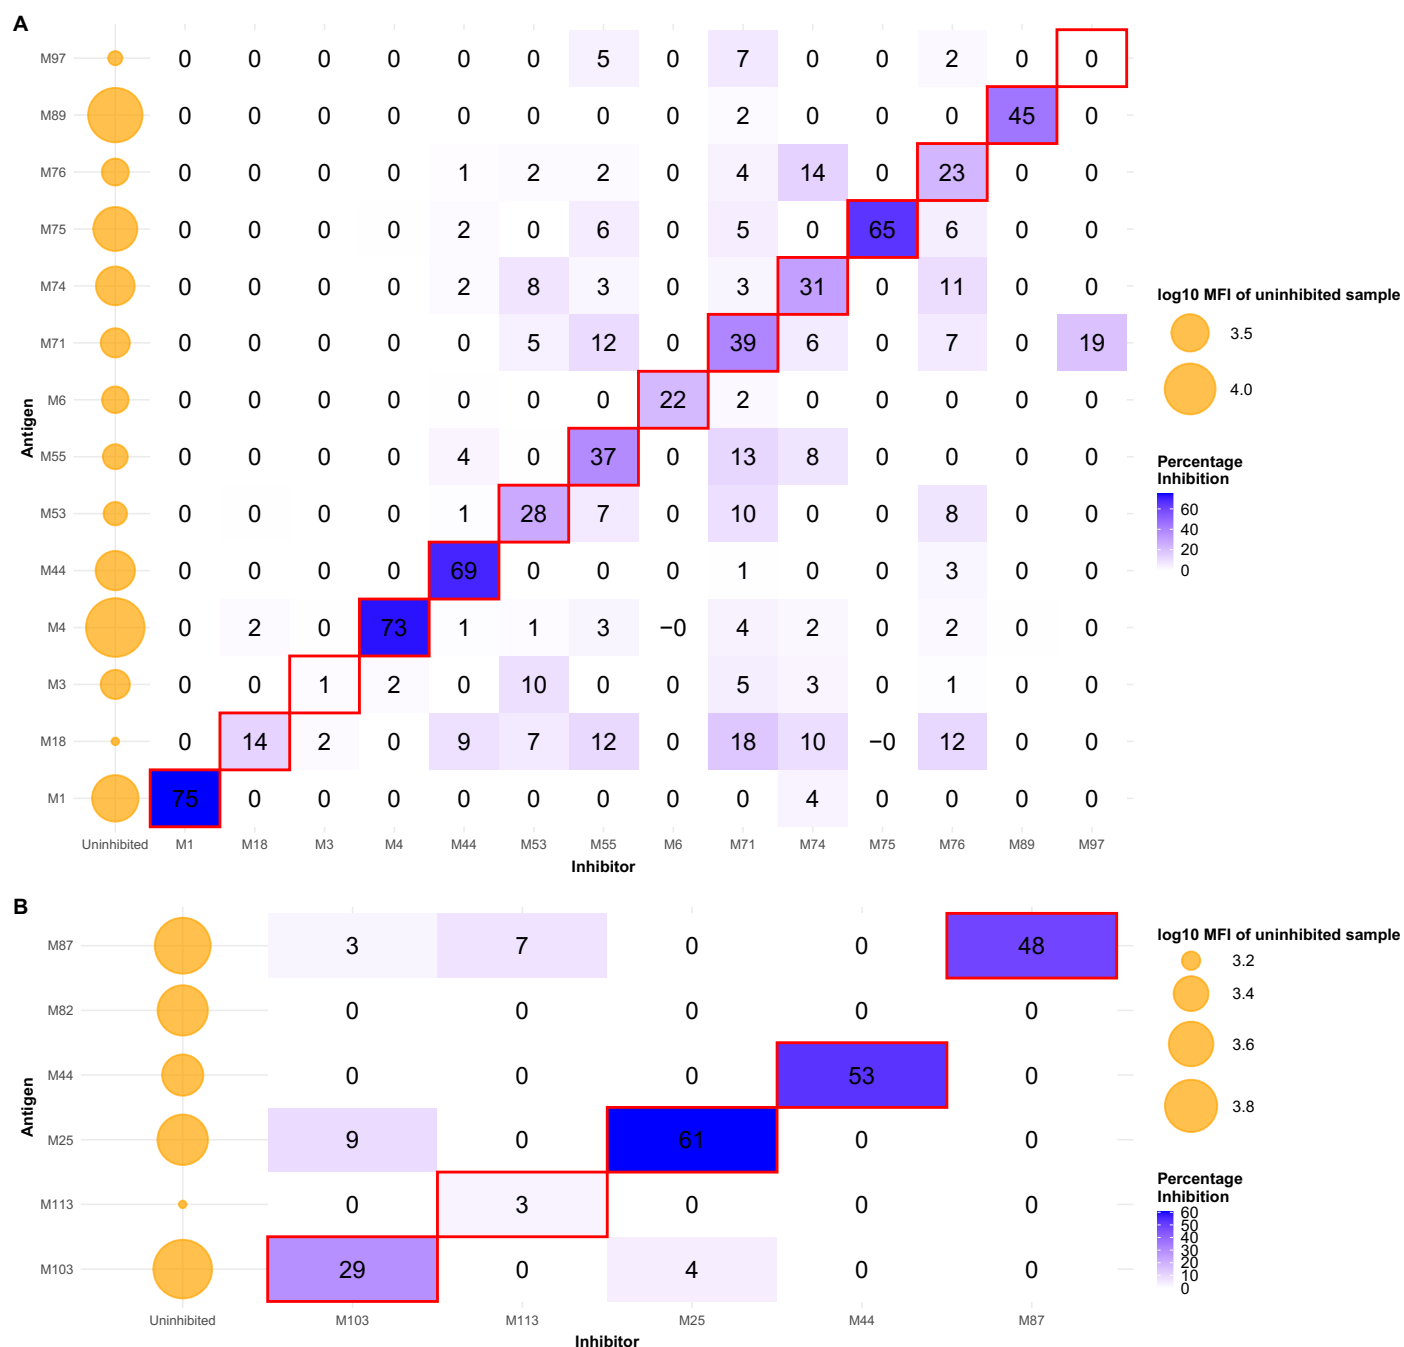 A
M97 0 0 0 0 0 0 5 0 7 0 0 2 0 0
M89 0 0 0 0 0 0 0 0 2 0 0 0 45 0
M76 0 0 0 0 1 2 2 0 4 14 0 23 0 0
M75 0 0 0 0 2 0 6 0 5 0 65 6 0 0
M74 0 0 0 0 2 8 3 0 3 31 0 11 0 0
M71 0 0 0 0 0 5 12 0 39 6 0 7 0 19
M6 0 0 0 0 0 0 0 22 2 0 0 0 0 0
M55 0 0 0 0 4 0 37 0 13 8 0 0 0 0
M53 0 0 0 0 1 28 7 0 10 0 0 8 0 0
M44 0 0 0 0 69 0 0 0 1 0 0 3 0 0
M4 0 2 0 73 1 1 3 −0 4 2 0 2 0 0
M3 0 0 1 2 0 10 0 0 5 3 0 1 0 0
M18 0 14 2 0 9 7 12 0 18 10 −0 12 0 0
M1 75 0 0 0 0 0 0 0 0 4 0 0 0 0
Uninhibited M1 M18 M3 M4 M44 M53 M55 M6 M71 M74 M75 M76 M89 M97
Inhibitor
Antigen
log10 MFI of uninhibited sample
3.5
4.0
Percentage
Inhibition
60
40
20
0
B
M87 3 7 0 0 48
M82 0 0 0 0 0
M44 0 0 0 53 0
M25 9 0 61 0 0
M113 0 3 0 0 0
M103 29 0 4 0 0
Uninhibited M103 M113 M25 M44 M87
Inhibitor
Antigen
log10 MFI of uninhibited sample
3.2
3.4
3.6
3.8
Percentage
Inhibition
60
50
40
30
20
10
0